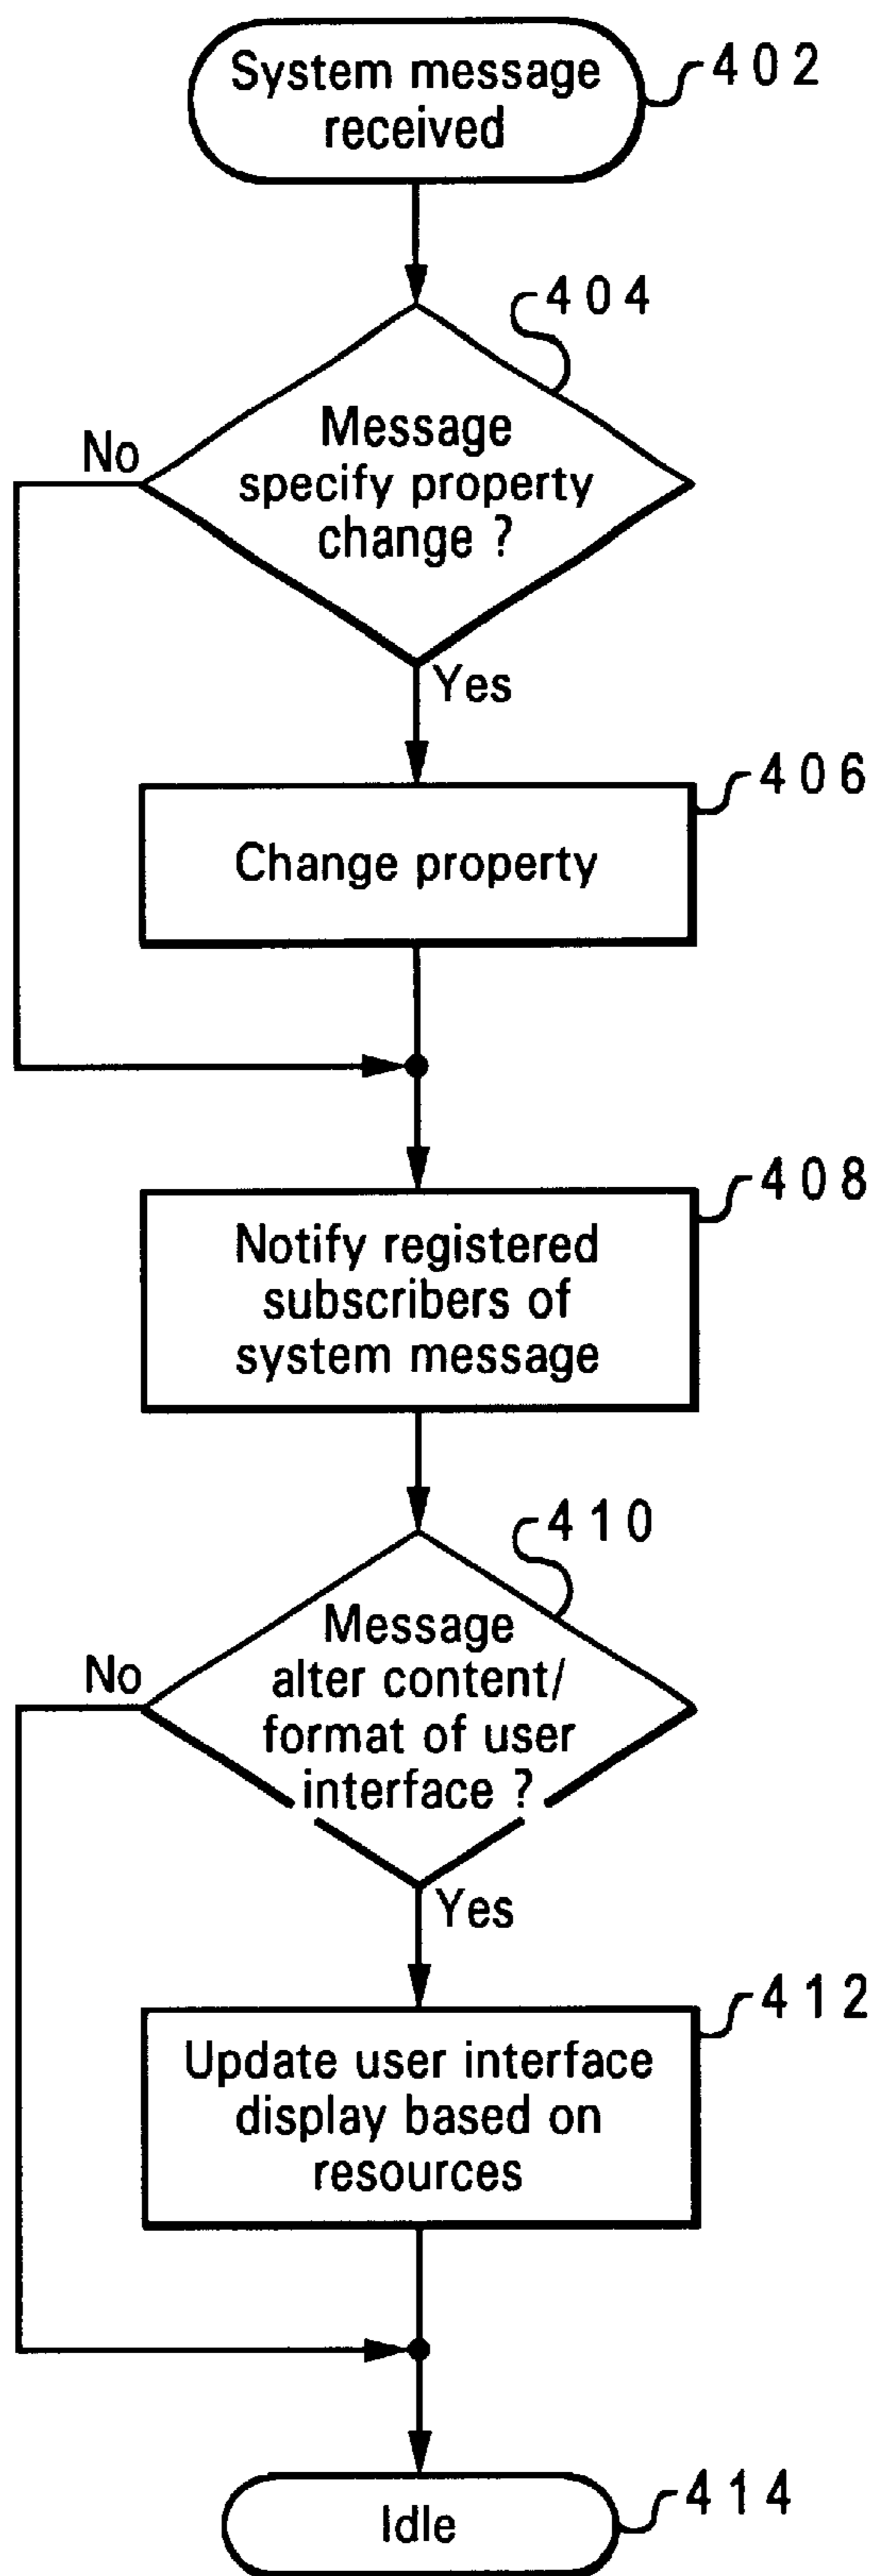 System message
received
402
404
Message
specify property
change ?
No
Yes
406
Change property
408
Notify registered
subscribers of
system message
410
Message
alter content/
format of user
interface ?
No
Yes
412
Update user interface
display based on
resources
Idle
414